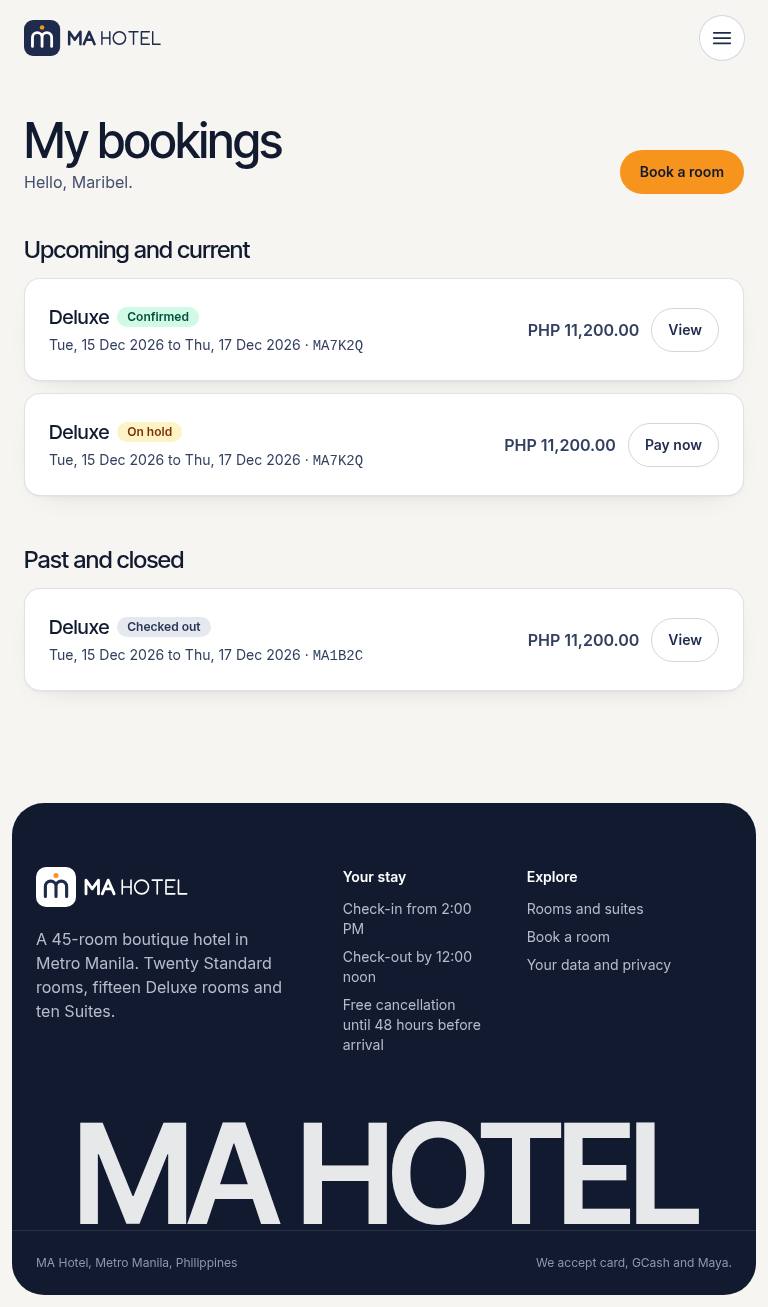 MA HOTEL
My bookings
Hello, Maribel.
Book a room
Upcoming and current
Deluxe Confirmed
Tue, 15 Dec 2026 to Thu, 17 Dec 2026 · MA7K2Q
PHP 11,200.00 View
Deluxe On hold
Tue, 15 Dec 2026 to Thu, 17 Dec 2026 · MA7K2Q
PHP 11,200.00 Pay now
Past and closed
Deluxe Checked out
Tue, 15 Dec 2026 to Thu, 17 Dec 2026 · MA1B2C
PHP 11,200.00 View
MA HOTEL
A 45-room boutique hotel in
Metro Manila. Twenty Standard
rooms, fifteen Deluxe rooms and
ten Suites.
Your stay
Check-in from 2:00
PM
Check-out by 12:00
noon
Free cancellation
until 48 hours before
arrival
Explore
Rooms and suites
Book a room
Your data and privacy
MA HOTEL
MA Hotel, Metro Manila, Philippines
We accept card, GCash and Maya.